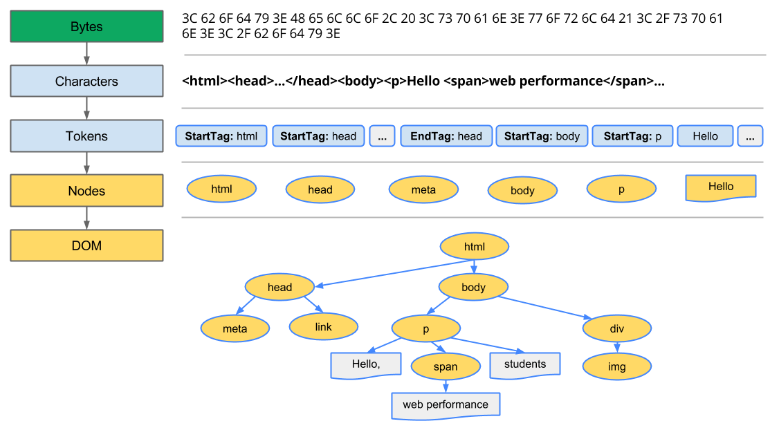 Bytes
3C 62 6F 64 79 3E 48 65 6C 6C 6F 2C 20 3C 73 70 61 6E 3E 77 6F 72 6C 64 21 3C 2F 73 70 61
6E 3E 3C 2F 62 6F 64 79 3E
Characters
<html><head>...</head><body><p>Hello <span>web performance</span>...
Tokens
StartTag: html StartTag: head ... EndTag: head StartTag: body StartTag: p Hello ...
Nodes
html head meta body p Hello
DOM
html
head body
meta link p div
Hello, span students img
web performance